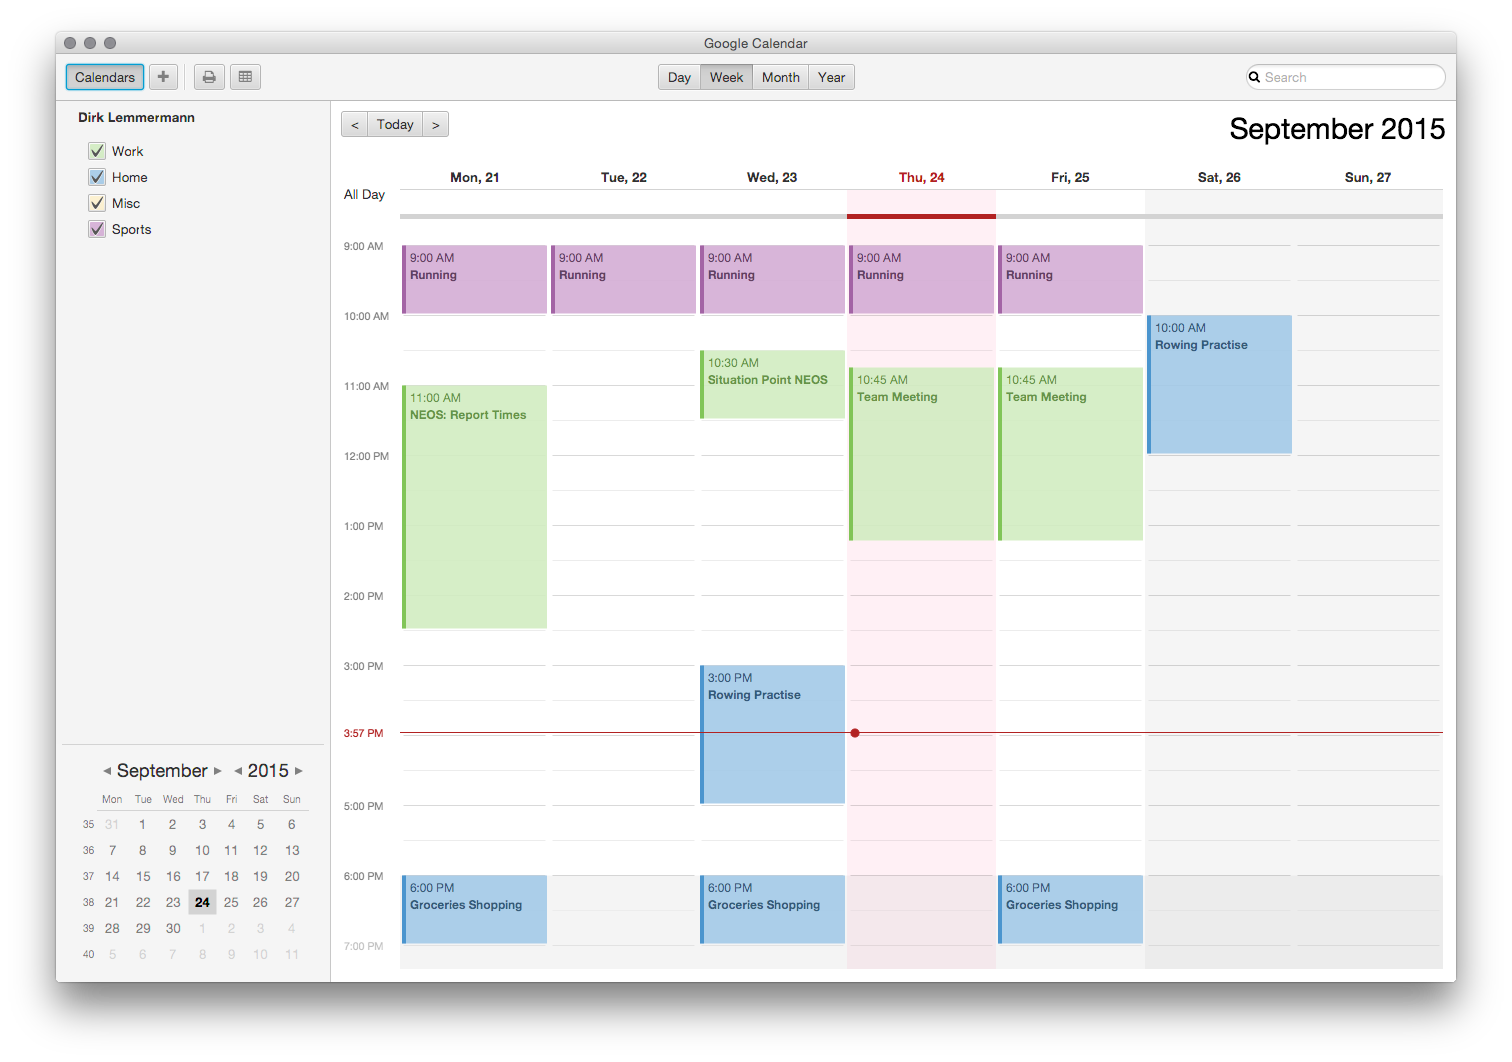 Google Calendar
Calendars
Day Week Month Year
Search
Dirk Lemmermann
Work
Home
Misc
Sports
< Today >
September 2015
Mon, 21 Tue, 22 Wed, 23 Thu, 24 Fri, 25 Sat, 26 Sun, 27
All Day
9:00 AM
9:00 AM 9:00 AM 9:00 AM 9:00 AM 9:00 AM
Running Running Running Running Running
10:00 AM
10:00 AM
Rowing Practise
10:30 AM
Situation Point NEOS
10:45 AM 10:45 AM
Team Meeting Team Meeting
11:00 AM
11:00 AM
NEOS: Report Times
12:00 PM
1:00 PM
2:00 PM
3:00 PM
3:00 PM
Rowing Practise
3:57 PM
5:00 PM
6:00 PM
6:00 PM 6:00 PM 6:00 PM
Groceries Shopping Groceries Shopping Groceries Shopping
7:00 PM
September 2015
Mon Tue Wed Thu Fri Sat Sun
35 31 1 2 3 4 5 6
36 7 8 9 10 11 12 13
37 14 15 16 17 18 19 20
38 21 22 23 24 25 26 27
39 28 29 30 1 2 3 4
40 5 6 7 8 9 10 11